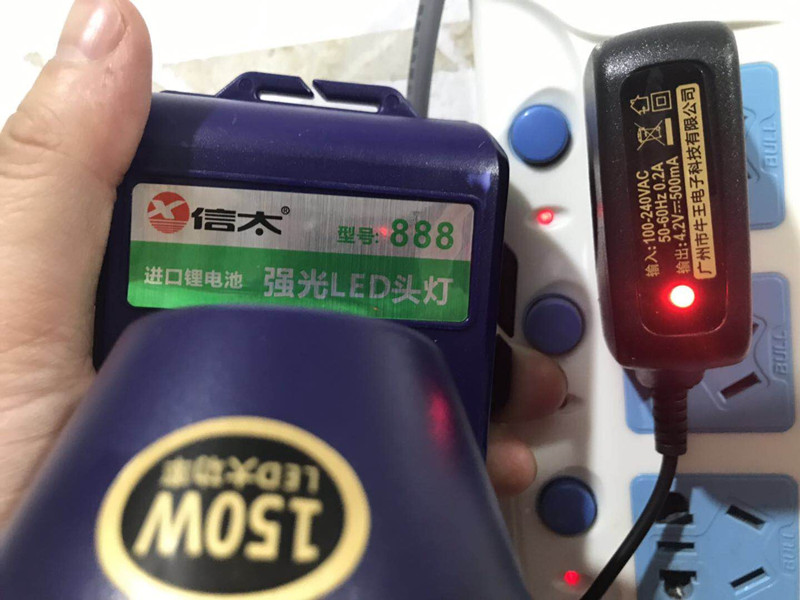 信太®
型号: 888
进口锂电池 强光LED头灯
150W
LED大功率
输入:100-240VAC
50-60Hz 0.2A
输出:4.2V⎓500mA
广州市牛王电子科技有限公司
BULL
BULL
BULL